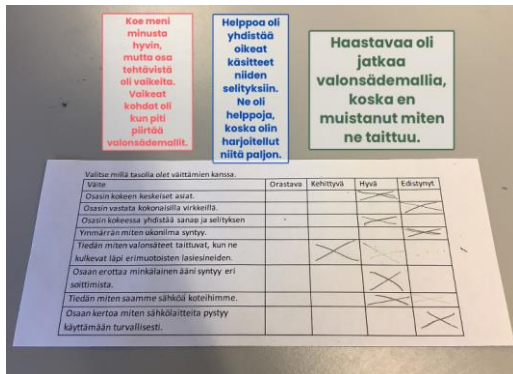 Koe meni
minusta
hyvin,
mutta osa
tehtävistä
oli vaikeita.
Vaikeat
kohdat oli
kun piti
piirtää
valonsädemallit.
Helppoa oli
yhdistää
oikeat
käsitteet
niiden
selityksiin.
Ne oli
helppoja,
koska olin
harjoitellut
niitä paljon.
Haastavaa oli
jatkaa
valonsädemallia,
koska en
muistanut miten
ne taittuu.
Valitse millä tasolla olet väittämien kanssa.
Väite Orastava Kehittyvä Hyvä Edistynyt
Osasin kokeen keskeiset asiat.
Osasin vastata kokonaisilla virkkeillä.
Osasin kokeessa yhdistää sanan ja selityksen
Ymmärrän miten ukonilma syntyy.
Tiedän miten valonsäteet taittuvat, kun ne
kulkevat läpi erimuotoisten lasiesineiden.
Osaan erottaa minkälainen ääni syntyy eri
soittimista.
Tiedän miten saamme sähköä koteihimme.
Osaan kertoa miten sähkölaitteita pystyy
käyttämään turvallisesti.